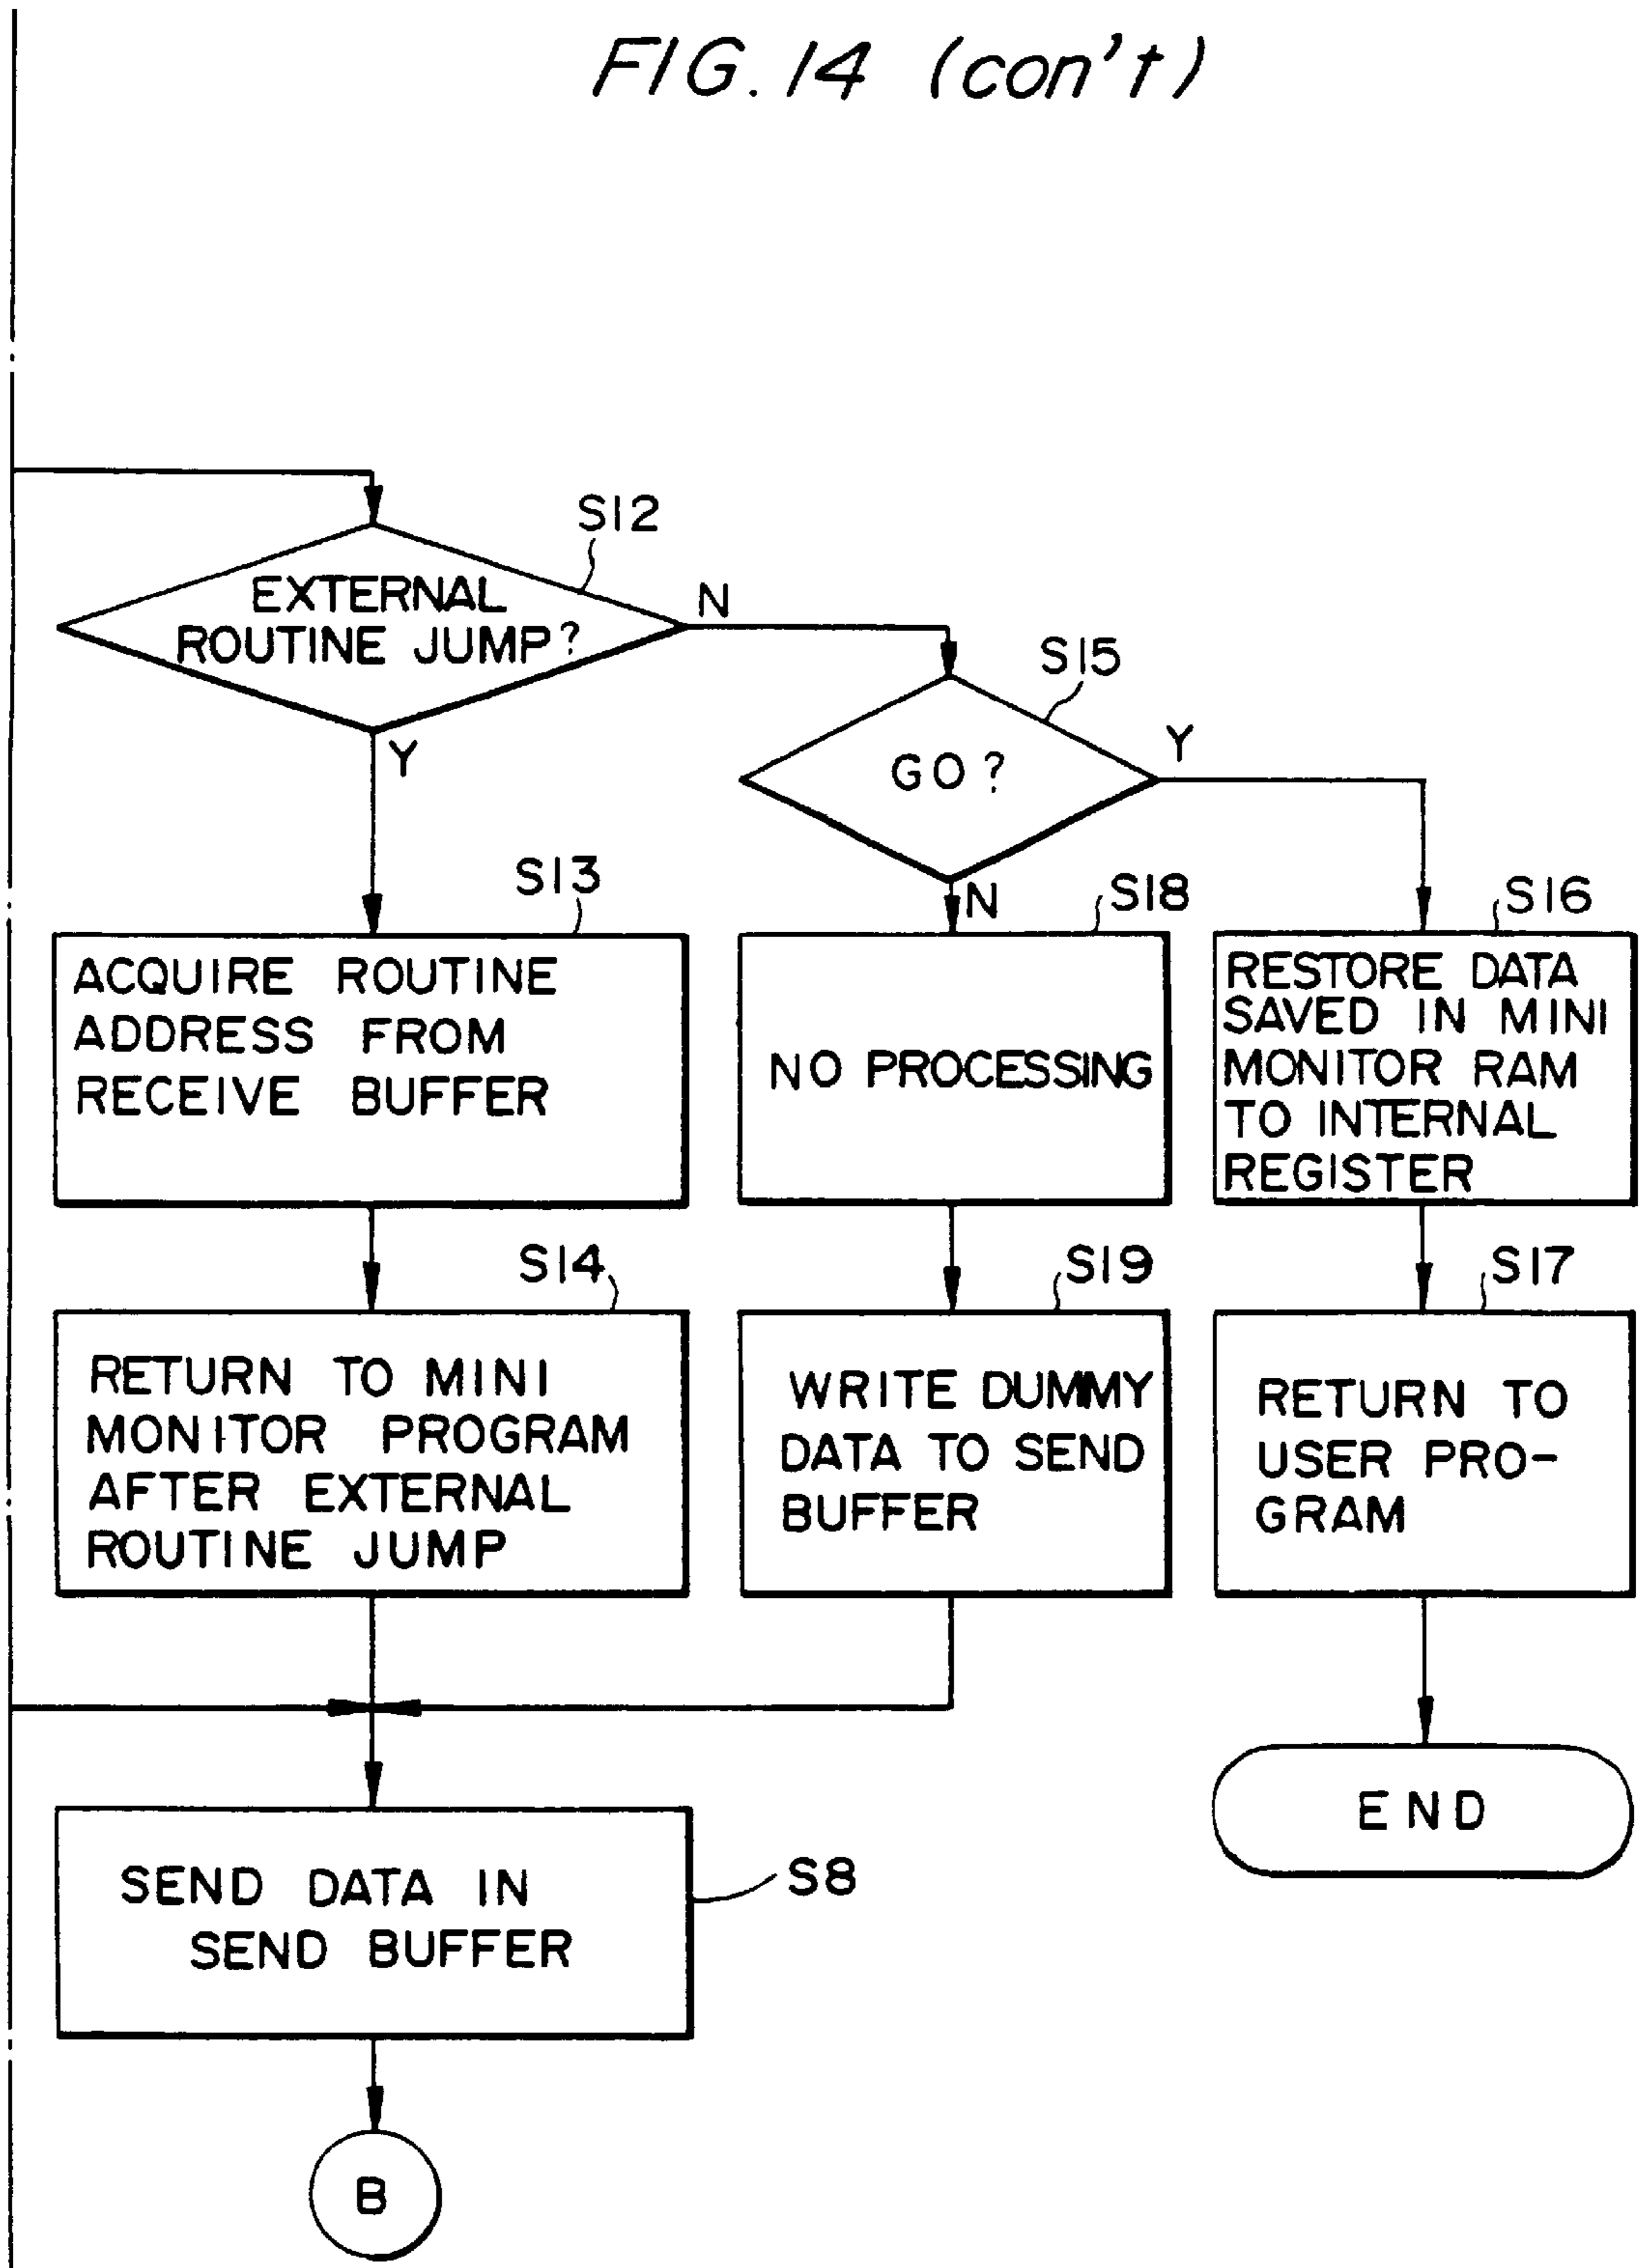 FIG. 14 (con't)
S12
EXTERNAL
ROUTINE JUMP?
N
Y
S15
GO?
Y
N
S13
ACQUIRE ROUTINE
ADDRESS FROM
RECEIVE BUFFER
S18
NO PROCESSING
S16
RESTORE DATA
SAVED IN MINI
MONITOR RAM
TO INTERNAL
REGISTER
S14
RETURN TO MINI
MONITOR PROGRAM
AFTER EXTERNAL
ROUTINE JUMP
S19
WRITE DUMMY
DATA TO SEND
BUFFER
S17
RETURN TO
USER PRO-
GRAM
END
S8
SEND DATA IN
SEND BUFFER
B